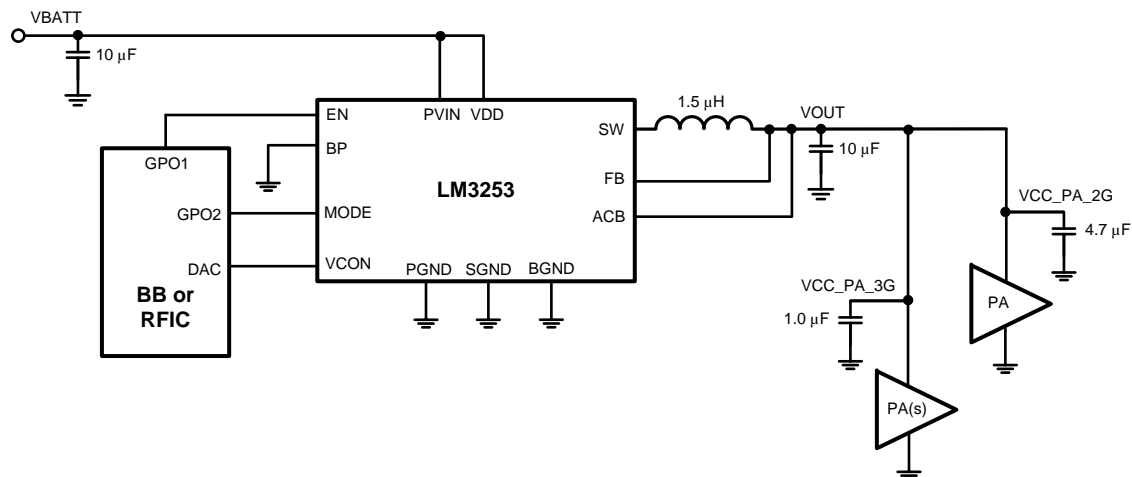 VBATT
10 μF
EN
PVIN VDD
1.5 μH
SW
VOUT
GPO1
BP
10 μF
LM3253
FB
VCC_PA_2G
GPO2
MODE
ACB
4.7 μF
DAC
VCON
PGND SGND BGND
VCC_PA_3G
BB or
RFIC
PA
1.0 μF
PA(s)